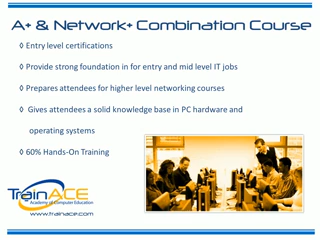 A+ & Network+ Combination Course
◊ Entry level certifications
◊ Provide strong foundation in for entry and mid level IT jobs
◊ Prepares attendees for higher level networking courses
◊ Gives attendees a solid knowledge base in PC hardware and
operating systems
◊ 60% Hands-On Training
TrainACE
Academy of Computer Education
www.trainace.com